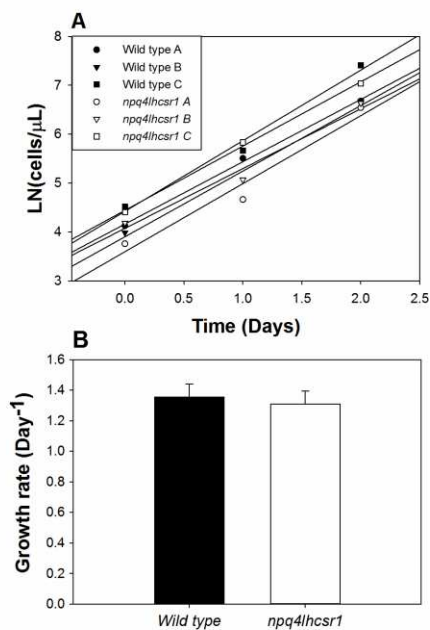 A
Wild type A
Wild type B
Wild type C
npq4lhcsr1 A
npq4lhcsr1 B
npq4lhcsr1 C
LN(cells/µL)
8
7
6
5
4
3
0.0 0.5 1.0 1.5 2.0 2.5
Time (Days)
B
Growth rate (Day-1)
1.6
1.4
1.2
1.0
0.8
0.6
0.4
0.2
0.0
Wild type npq4lhcsr1